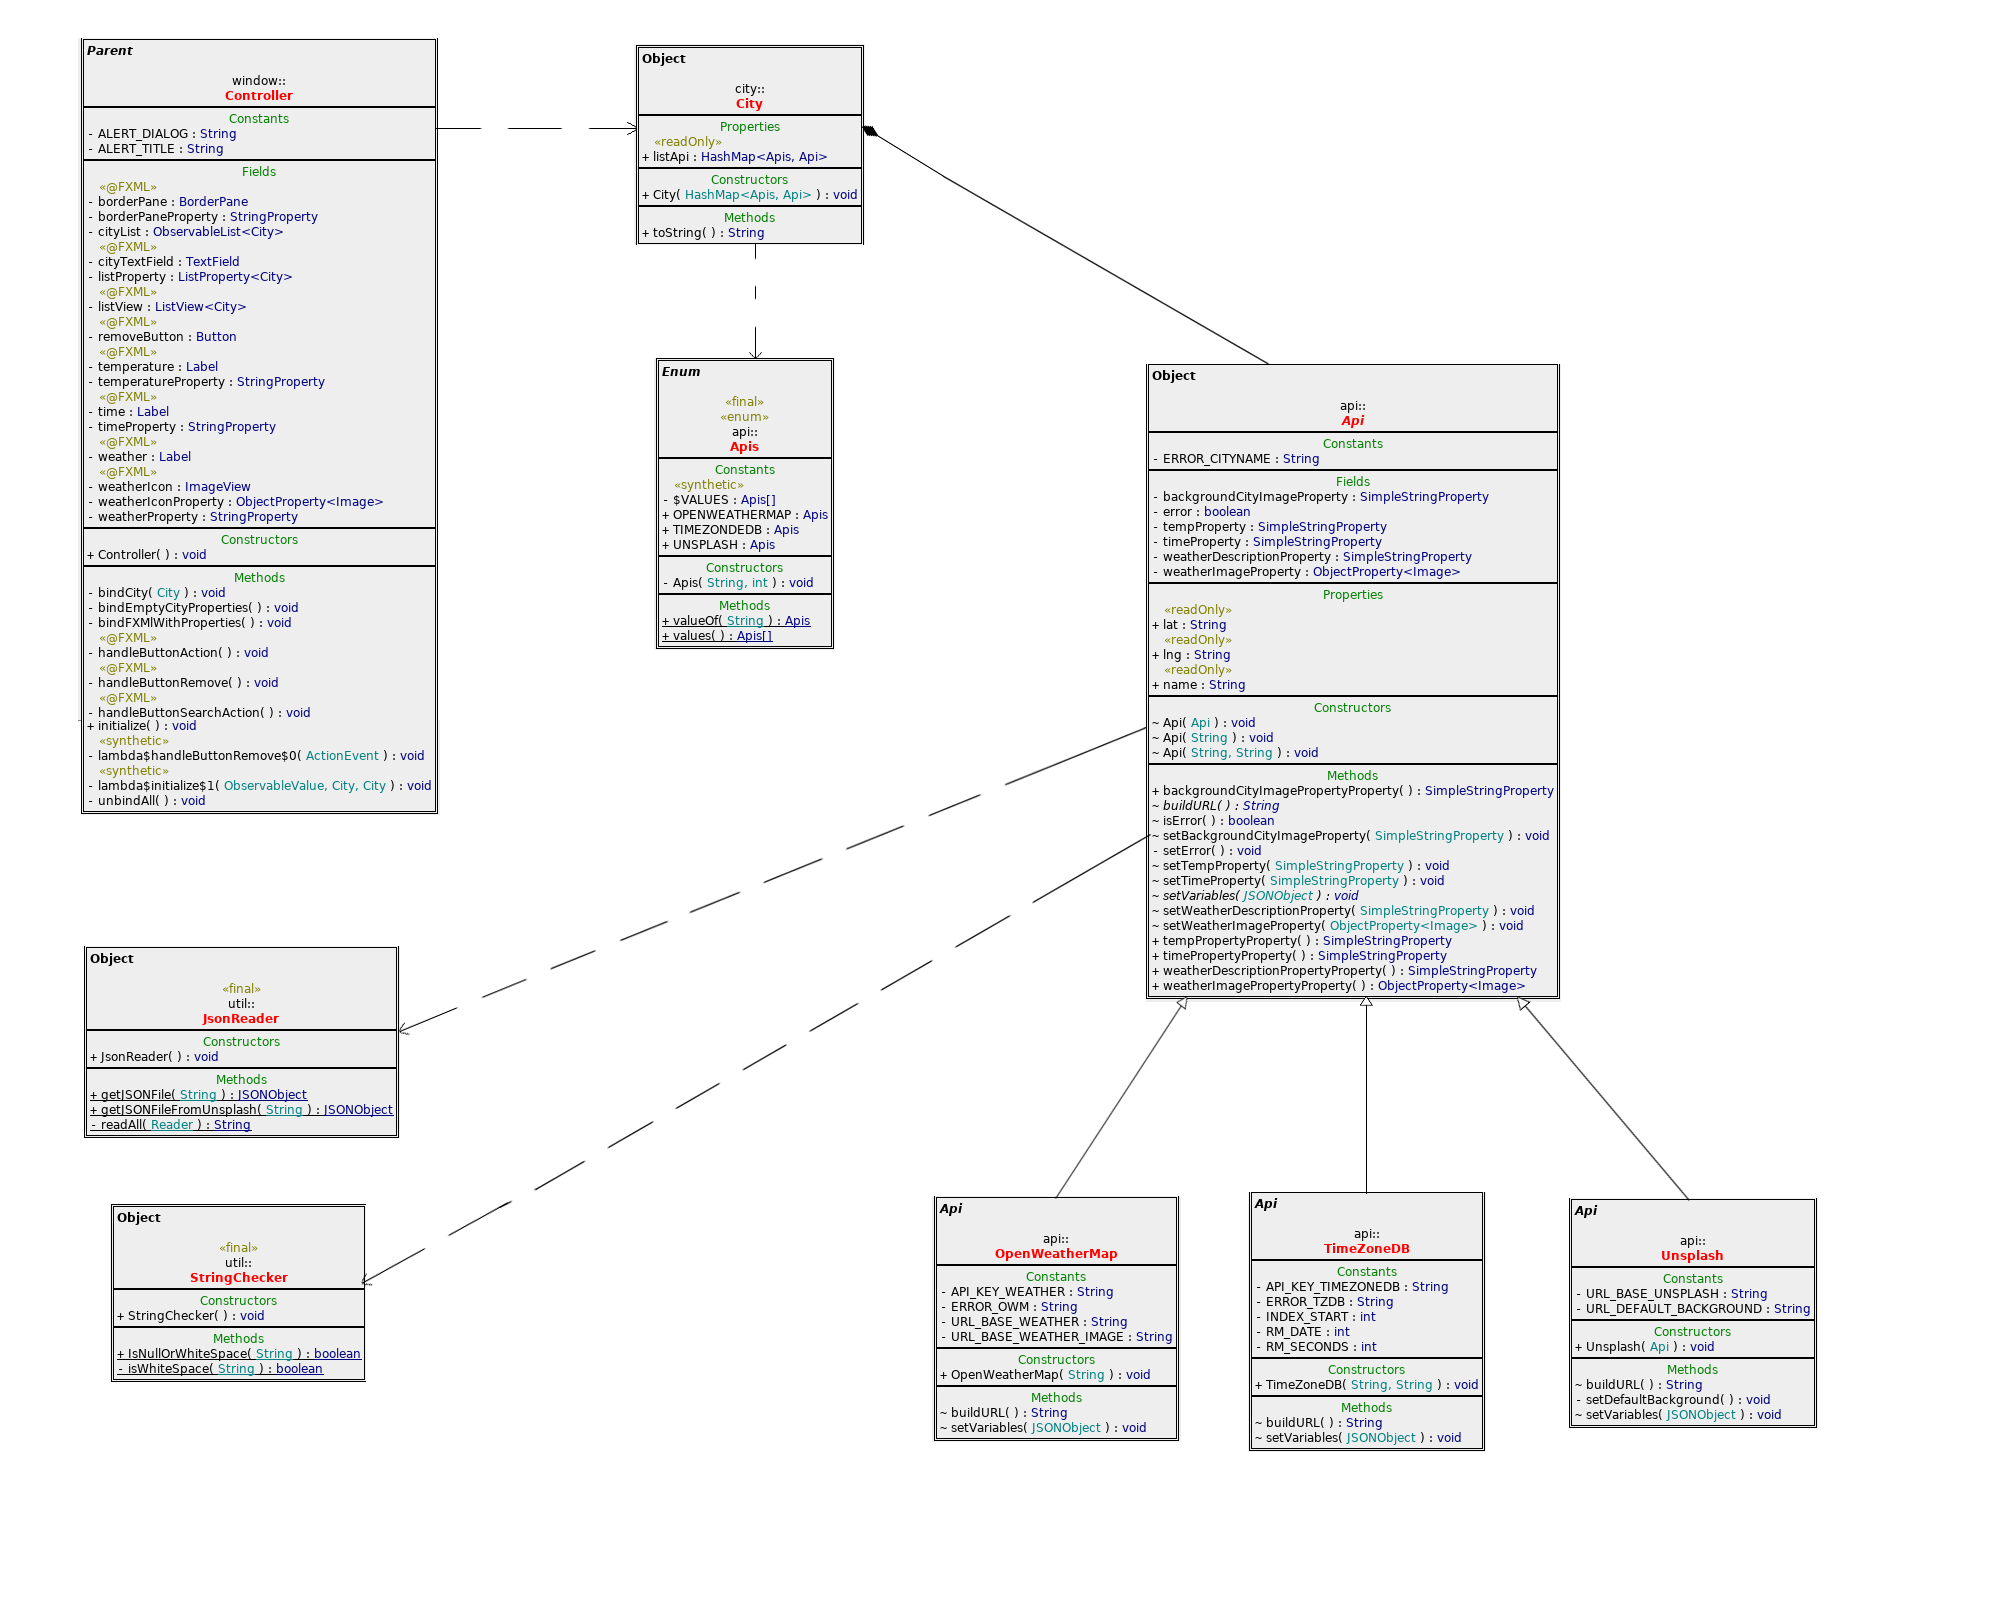 Parent
window::
Controller
Constants
- ALERT_DIALOG : String
- ALERT_TITLE : String
Fields
«@FXML»
- borderPane : BorderPane
- borderPaneProperty : StringProperty
- cityList : ObservableList<City>
«@FXML»
- cityTextField : TextField
- listProperty : ListProperty<City>
«@FXML»
- listView : ListView<City>
«@FXML»
- removeButton : Button
«@FXML»
- temperature : Label
- temperatureProperty : StringProperty
«@FXML»
- time : Label
- timeProperty : StringProperty
«@FXML»
- weather : Label
«@FXML»
- weatherIcon : ImageView
- weatherIconProperty : ObjectProperty<Image>
- weatherProperty : StringProperty
Constructors
+ Controller( ) : void
Methods
- bindCity( City ) : void
- bindEmptyCityProperties( ) : void
- bindFXMlWithProperties( ) : void
«@FXML»
- handleButtonAction( ) : void
«@FXML»
- handleButtonRemove( ) : void
«@FXML»
- handleButtonSearchAction( ) : void
+ initialize( ) : void
«synthetic»
- lambda$handleButtonRemove$0( ActionEvent ) : void
«synthetic»
- lambda$initialize$1( ObservableValue, City, City ) : void
- unbindAll( ) : void
Object
city::
City
Properties
«readOnly»
+ listApi : HashMap<Apis, Api>
Constructors
+ City( HashMap<Apis, Api> ) : void
Methods
+ toString( ) : String
Enum
«final»
«enum»
api::
Apis
Constants
«synthetic»
- $VALUES : Apis[]
+ OPENWEATHERMAP : Apis
+ TIMEZONDEDB : Apis
+ UNSPLASH : Apis
Constructors
- Apis( String, int ) : void
Methods
+ valueOf( String ) : Apis
+ values( ) : Apis[]
Object
api::
Api
Constants
- ERROR_CITYNAME : String
Fields
- backgroundCityImageProperty : SimpleStringProperty
- error : boolean
- tempProperty : SimpleStringProperty
- timeProperty : SimpleStringProperty
- weatherDescriptionProperty : SimpleStringProperty
- weatherImageProperty : ObjectProperty<Image>
Properties
«readOnly»
+ lat : String
«readOnly»
+ lng : String
«readOnly»
+ name : String
Constructors
~ Api( Api ) : void
~ Api( String ) : void
~ Api( String, String ) : void
Methods
+ backgroundCityImagePropertyProperty( ) : SimpleStringProperty
~ buildURL( ) : String
~ isError( ) : boolean
~ setBackgroundCityImageProperty( SimpleStringProperty ) : void
- setError( ) : void
~ setTempProperty( SimpleStringProperty ) : void
~ setTimeProperty( SimpleStringProperty ) : void
~ setVariables( JSONObject ) : void
~ setWeatherDescriptionProperty( SimpleStringProperty ) : void
~ setWeatherImageProperty( ObjectProperty<Image> ) : void
+ tempPropertyProperty( ) : SimpleStringProperty
+ timePropertyProperty( ) : SimpleStringProperty
+ weatherDescriptionPropertyProperty( ) : SimpleStringProperty
+ weatherImagePropertyProperty( ) : ObjectProperty<Image>
Object
«final»
util::
JsonReader
Constructors
+ JsonReader( ) : void
Methods
+ getJSONFile( String ) : JSONObject
+ getJSONFileFromUnsplash( String ) : JSONObject
- readAll( Reader ) : String
Object
«final»
util::
StringChecker
Constructors
+ StringChecker( ) : void
Methods
+ IsNullOrWhiteSpace( String ) : boolean
- isWhiteSpace( String ) : boolean
Api
api::
OpenWeatherMap
Constants
- API_KEY_WEATHER : String
- ERROR_OWM : String
- URL_BASE_WEATHER : String
- URL_BASE_WEATHER_IMAGE : String
Constructors
+ OpenWeatherMap( String ) : void
Methods
~ buildURL( ) : String
~ setVariables( JSONObject ) : void
Api
api::
TimeZoneDB
Constants
- API_KEY_TIMEZONEDB : String
- ERROR_TZDB : String
- INDEX_START : int
- RM_DATE : int
- RM_SECONDS : int
Constructors
+ TimeZoneDB( String, String ) : void
Methods
~ buildURL( ) : String
~ setVariables( JSONObject ) : void
Api
api::
Unsplash
Constants
- URL_BASE_UNSPLASH : String
- URL_DEFAULT_BACKGROUND : String
Constructors
+ Unsplash( Api ) : void
Methods
~ buildURL( ) : String
- setDefaultBackground( ) : void
~ setVariables( JSONObject ) : void